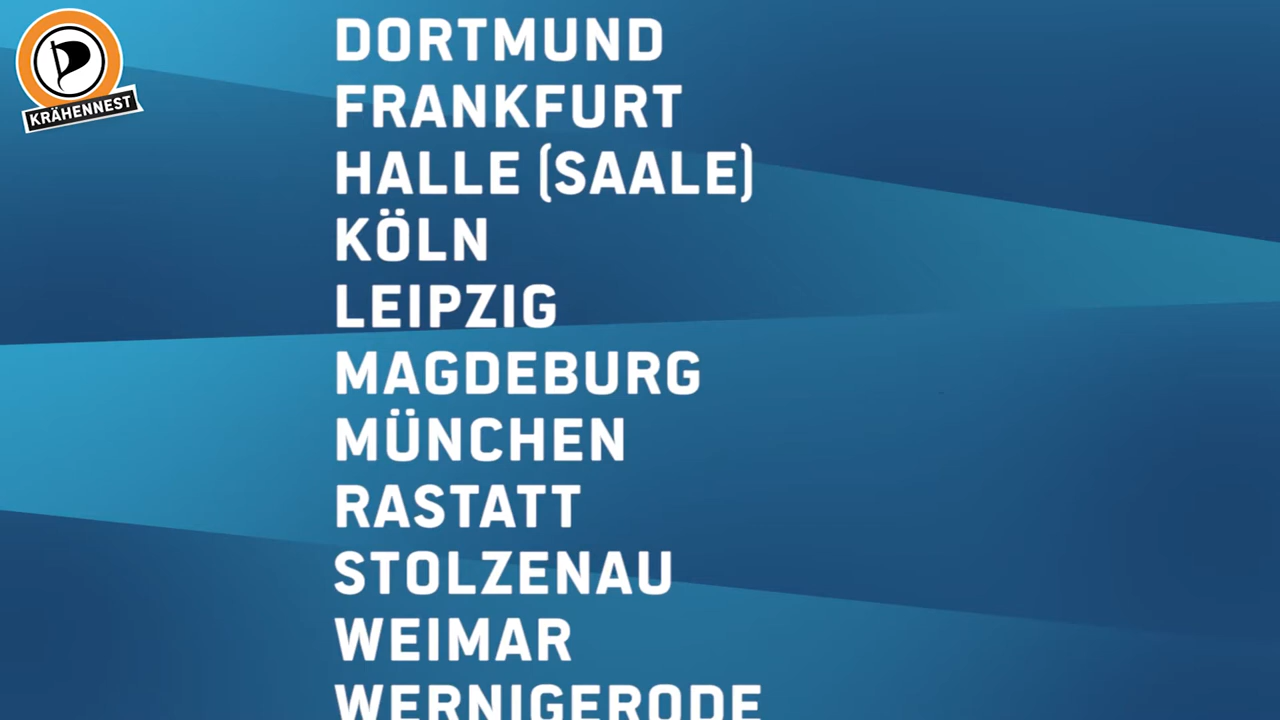 KRÄHENNEST
DORTMUND
FRANKFURT
HALLE (SAALE)
KÖLN
LEIPZIG
MAGDEBURG
MÜNCHEN
RASTATT
STOLZENAU
WEIMAR
WERNIGERODE